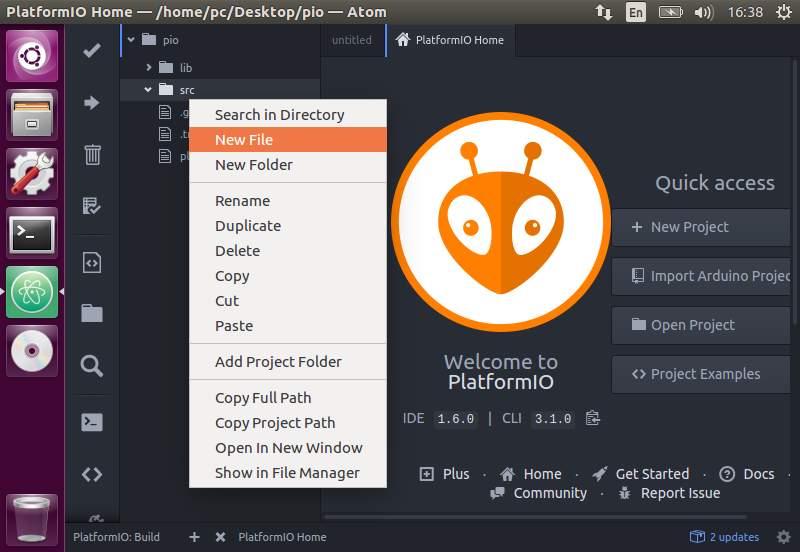 PlatformIO Home — /home/pc/Desktop/pio — Atom
En
16:38
pio
untitled
PlatformIO Home
lib
src
Search in Directory
New File
New Folder
Rename
Duplicate
Delete
Copy
Cut
Paste
Add Project Folder
Copy Full Path
Copy Project Path
Open In New Window
Show in File Manager
Quick access
New Project
Import Arduino Projec
Open Project
Project Examples
Welcome to
PlatformIO
IDE 1.6.0 | CLI 3.1.0
Plus · Home · Get Started · Docs
· Community · Report Issue
PlatformIO: Build
PlatformIO Home
2 updates